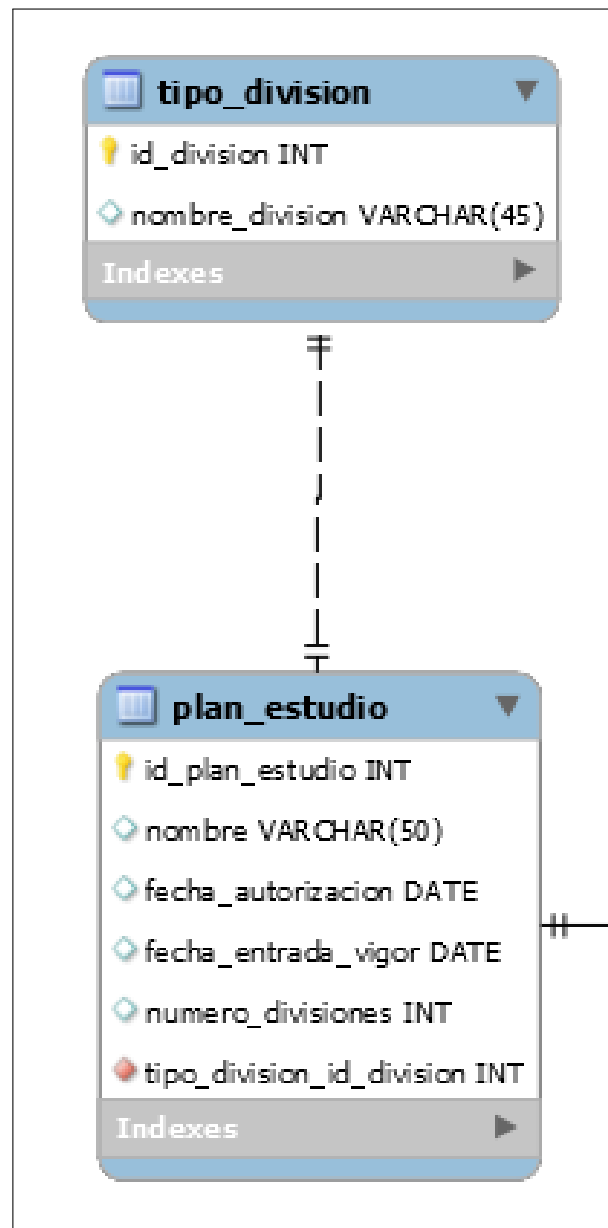 tipo_division
id_division INT
nombre_division VARCHAR(45)
Indexes
plan_estudio
id_plan_estudio INT
nombre VARCHAR(50)
fecha_autorizacion DATE
fecha_entrada_vigor DATE
numero_divisiones INT
tipo_division_id_division INT
Indexes